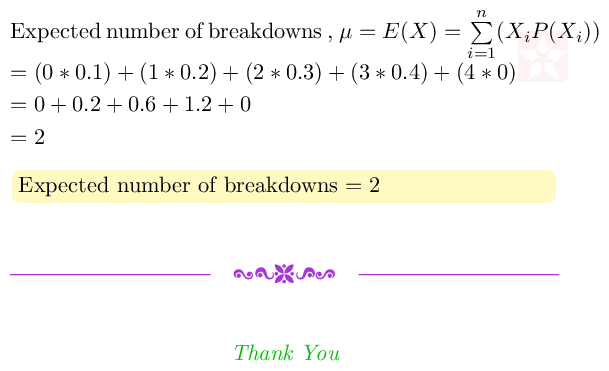 Expected number of breakdowns , μ = E(X) = \sum_{i=1}^{n} (X_i P(X_i))
= (0 ∗ 0.1) + (1 ∗ 0.2) + (2 ∗ 0.3) + (3 ∗ 0.4) + (4 ∗ 0)
= 0 + 0.2 + 0.6 + 1.2 + 0
= 2
Expected number of breakdowns = 2
Thank You